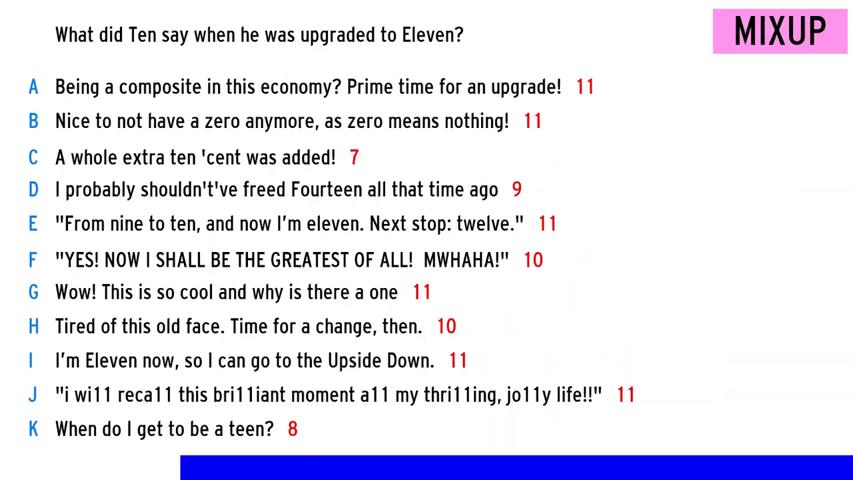 What did Ten say when he was upgraded to Eleven?
MIXUP
A Being a composite in this economy? Prime time for an upgrade! 11
B Nice to not have a zero anymore, as zero means nothing! 11
C A whole extra ten 'cent was added! 7
D I probably shouldn't've freed Fourteen all that time ago 9
E "From nine to ten, and now I'm eleven. Next stop: twelve." 11
F "YES! NOW I SHALL BE THE GREATEST OF ALL! MWHAHA!" 10
G Wow! This is so cool and why is there a one 11
H Tired of this old face. Time for a change, then. 10
I I'm Eleven now, so I can go to the Upside Down. 11
J "i wi11 reca11 this bri11iant moment a11 my thri11ing, jo11y life!!" 11
K When do I get to be a teen? 8